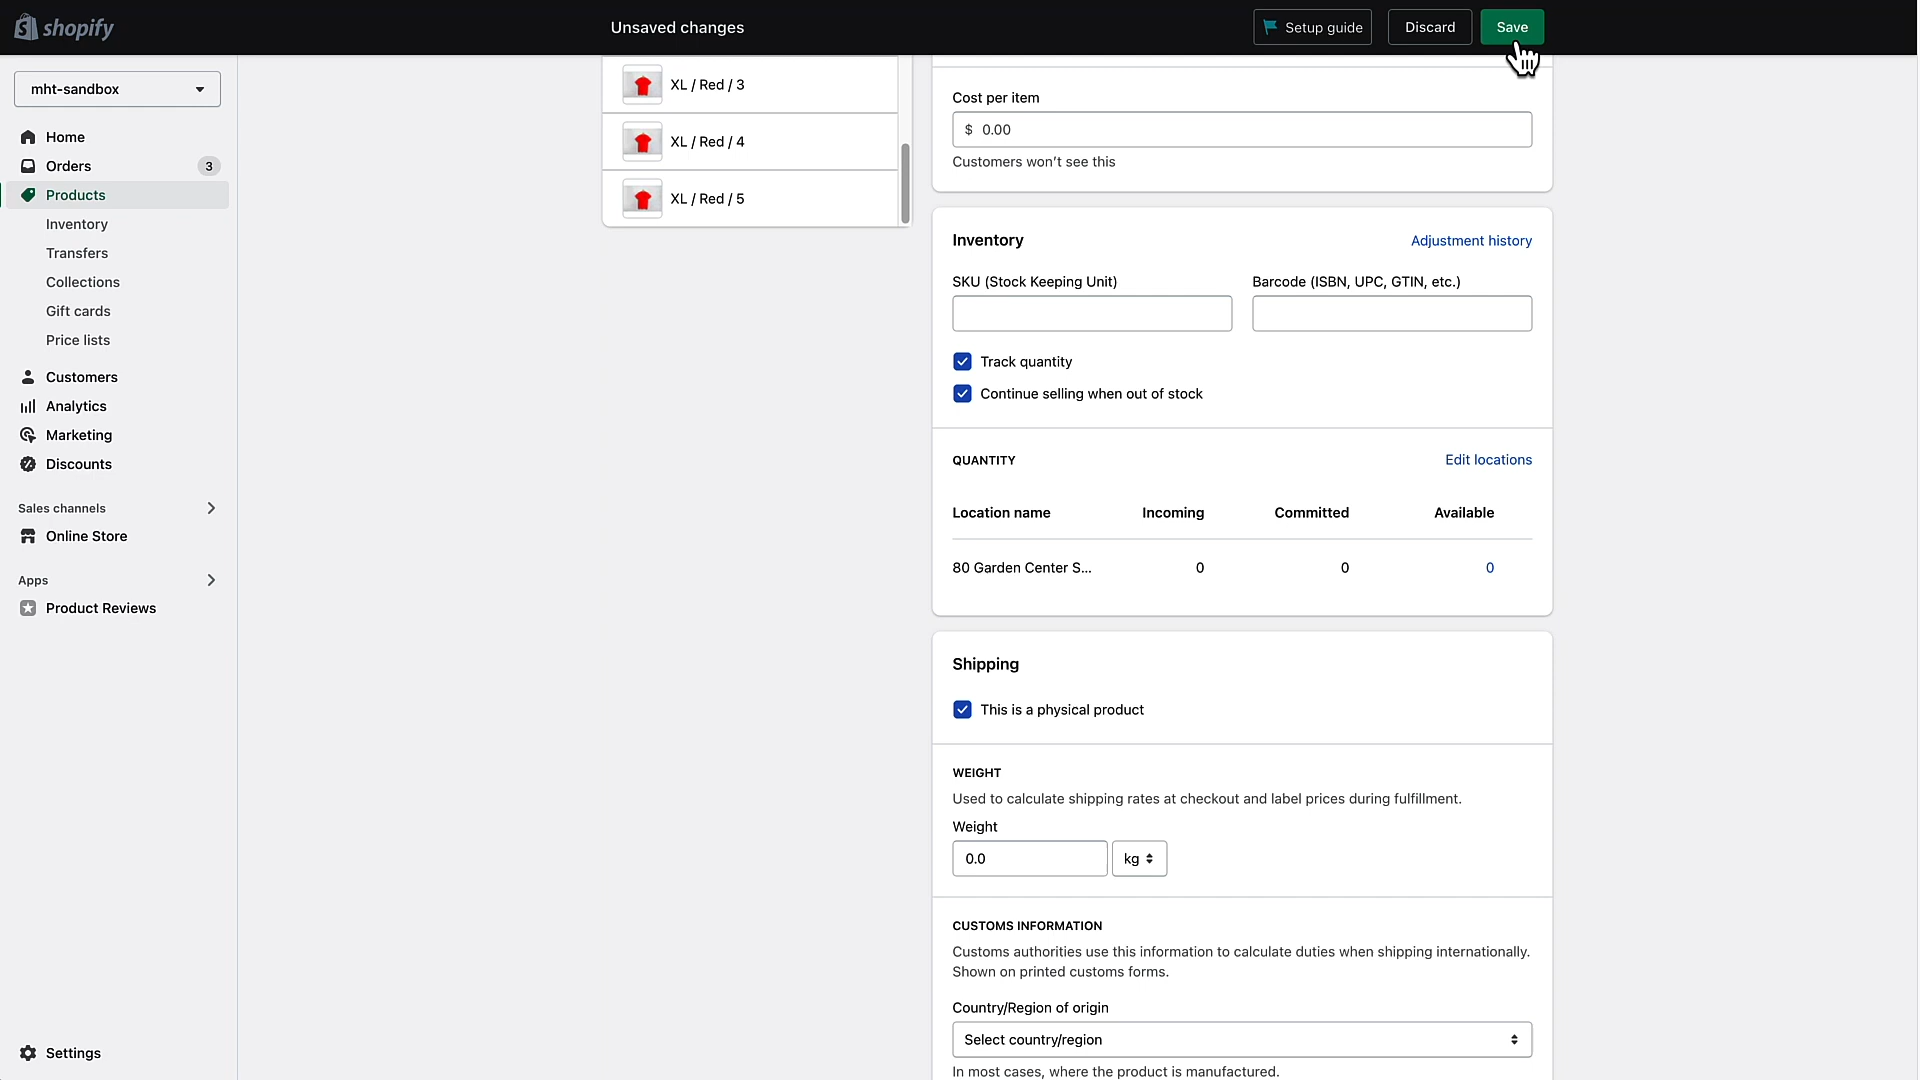 shopify
Unsaved changes
Setup guide
Discard
Save
mht-sandbox
Home
Orders
3
Products
Inventory
Transfers
Collections
Gift cards
Price lists
Customers
Analytics
Marketing
Discounts
Sales channels
Online Store
Apps
Product Reviews
Settings
XL / Red / 3
XL / Red / 4
XL / Red / 5
Cost per item
$ 0.00
Customers won’t see this
Inventory
Adjustment history
SKU (Stock Keeping Unit)
Barcode (ISBN, UPC, GTIN, etc.)
Track quantity
Continue selling when out of stock
QUANTITY
Edit locations
Location name Incoming Committed Available
80 Garden Center S... 0 0 0
Shipping
This is a physical product
WEIGHT
Used to calculate shipping rates at checkout and label prices during fulfillment.
Weight
0.0 kg
CUSTOMS INFORMATION
Customs authorities use this information to calculate duties when shipping internationally.
Shown on printed customs forms.
Country/Region of origin
Select country/region
In most cases, where the product is manufactured.